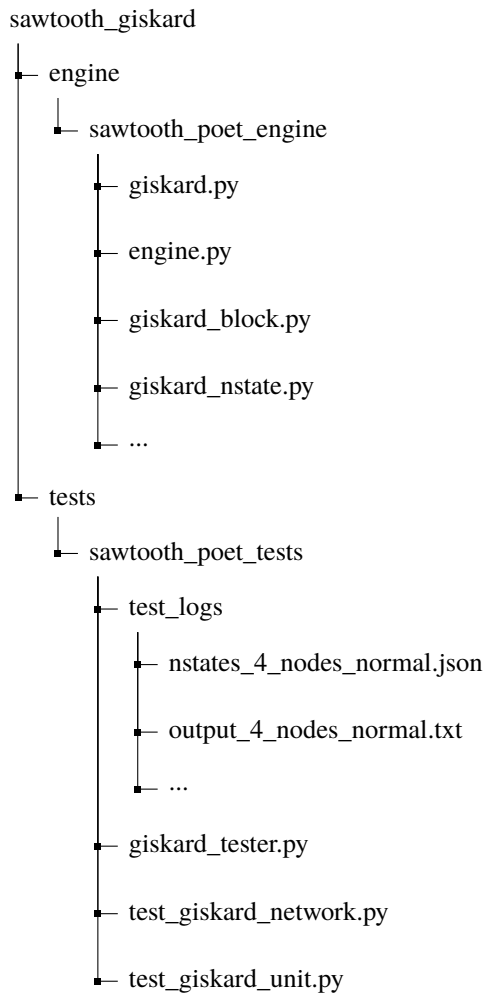 sawtooth_giskard
engine
sawtooth_poet_engine
giskard.py
engine.py
giskard_block.py
giskard_nstate.py
...
tests
sawtooth_poet_tests
test_logs
nstates_4_nodes_normal.json
output_4_nodes_normal.txt
...
giskard_tester.py
test_giskard_network.py
test_giskard_unit.py